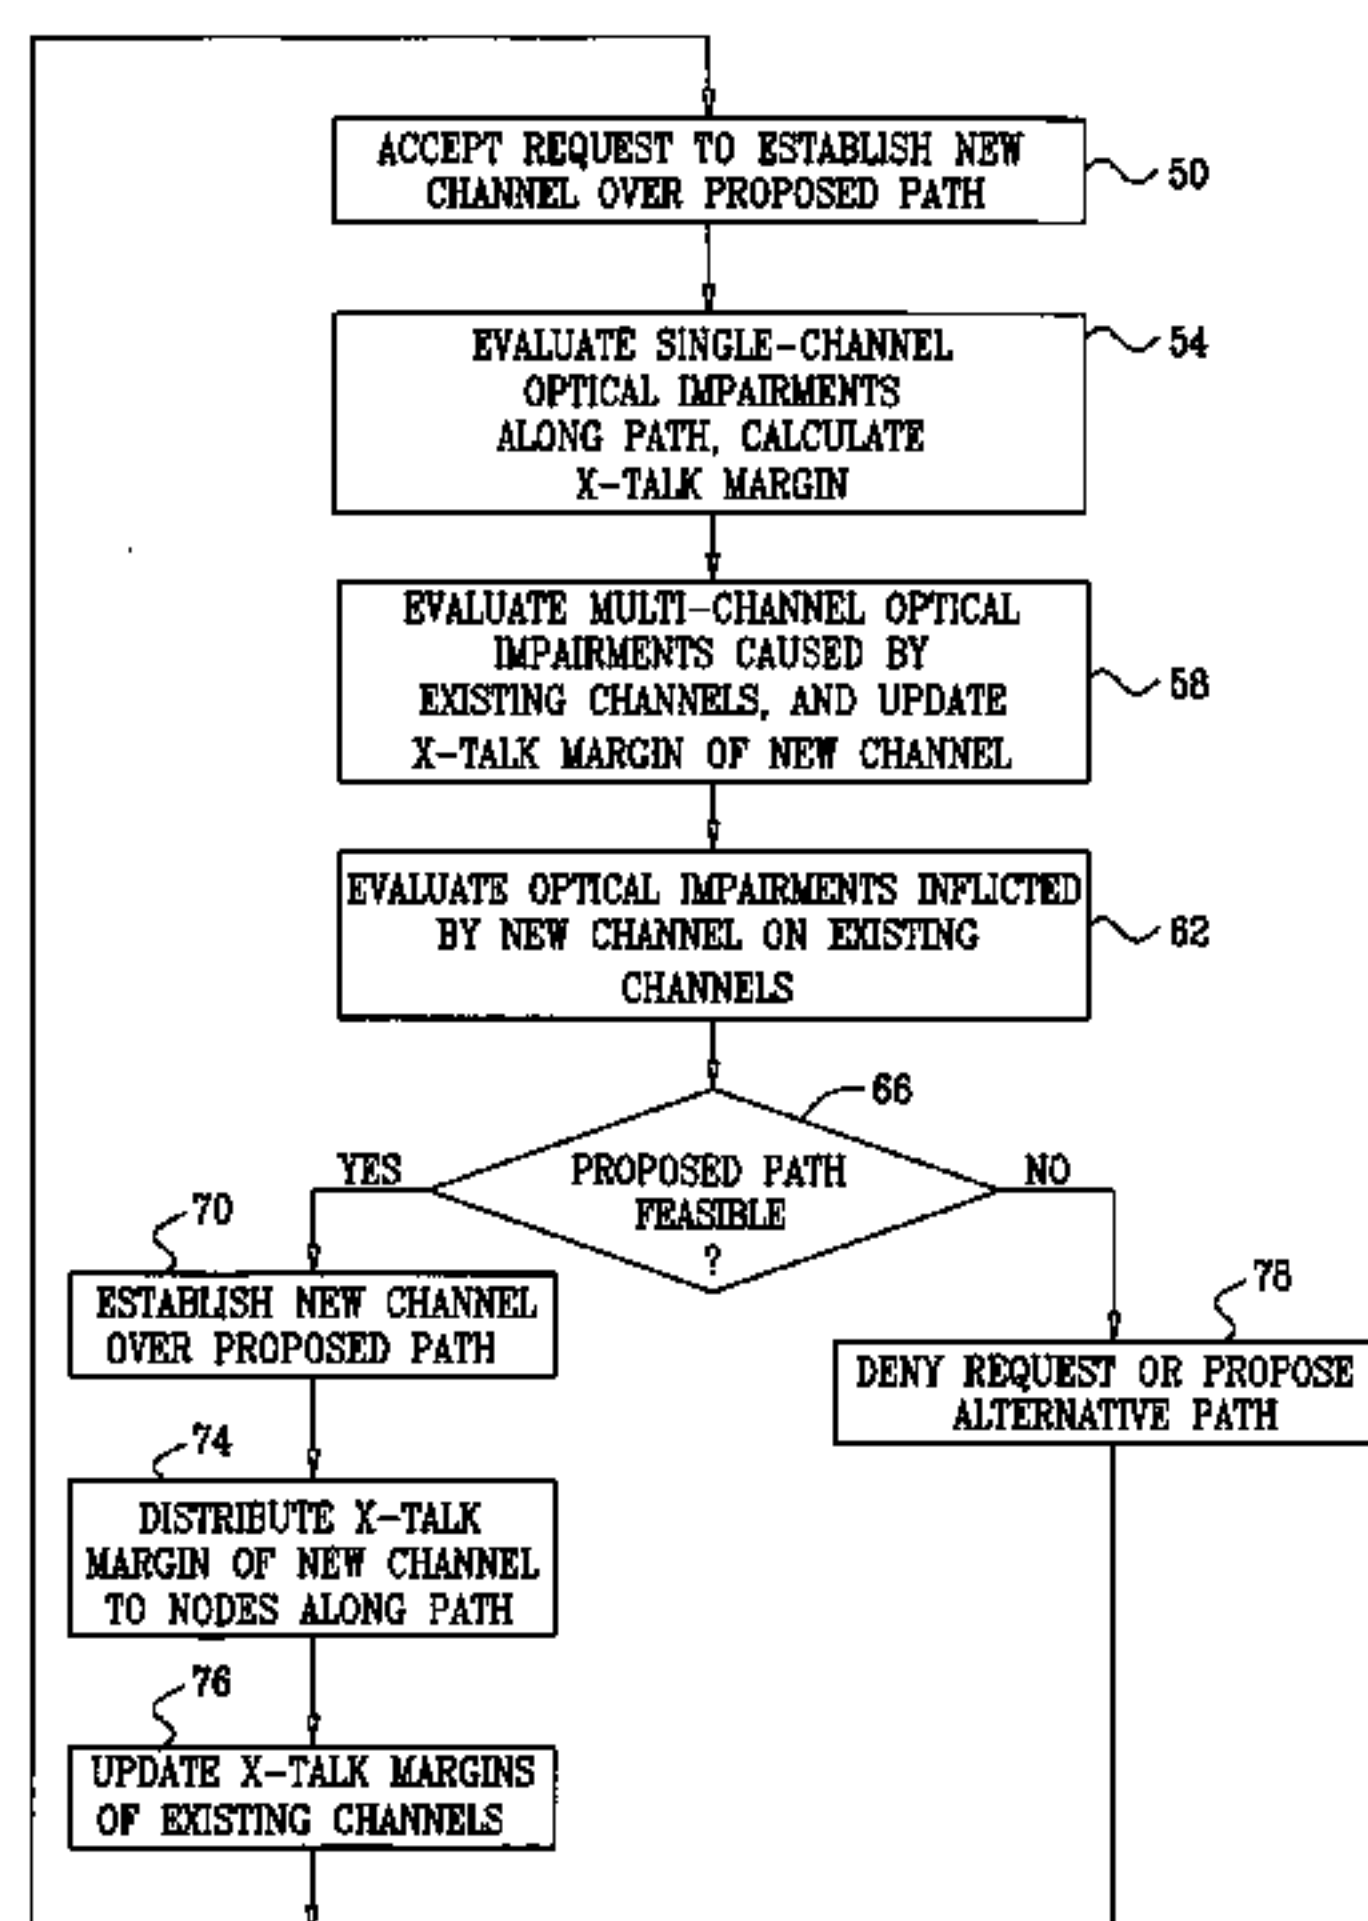 ACCEPT REQUEST TO ESTABLISH NEW
CHANNEL OVER PROPOSED PATH
50
EVALUATE SINGLE-CHANNEL
OPTICAL IMPAIRMENTS
ALONG PATH, CALCULATE
X-TALK MARGIN
54
EVALUATE MULTI-CHANNEL OPTICAL
IMPAIRMENTS CAUSED BY
EXISTING CHANNELS, AND UPDATE
X-TALK MARGIN OF NEW CHANNEL
58
EVALUATE OPTICAL IMPAIRMENTS INFLICTED
BY NEW CHANNEL ON EXISTING
CHANNELS
62
66
YES
PROPOSED PATH
FEASIBLE
?
NO
70
ESTABLISH NEW CHANNEL
OVER PROPOSED PATH
78
DENY REQUEST OR PROPOSE
ALTERNATIVE PATH
74
DISTRIBUTE X-TALK
MARGIN OF NEW CHANNEL
TO NODES ALONG PATH
76
UPDATE X-TALK MARGINS
OF EXISTING CHANNELS